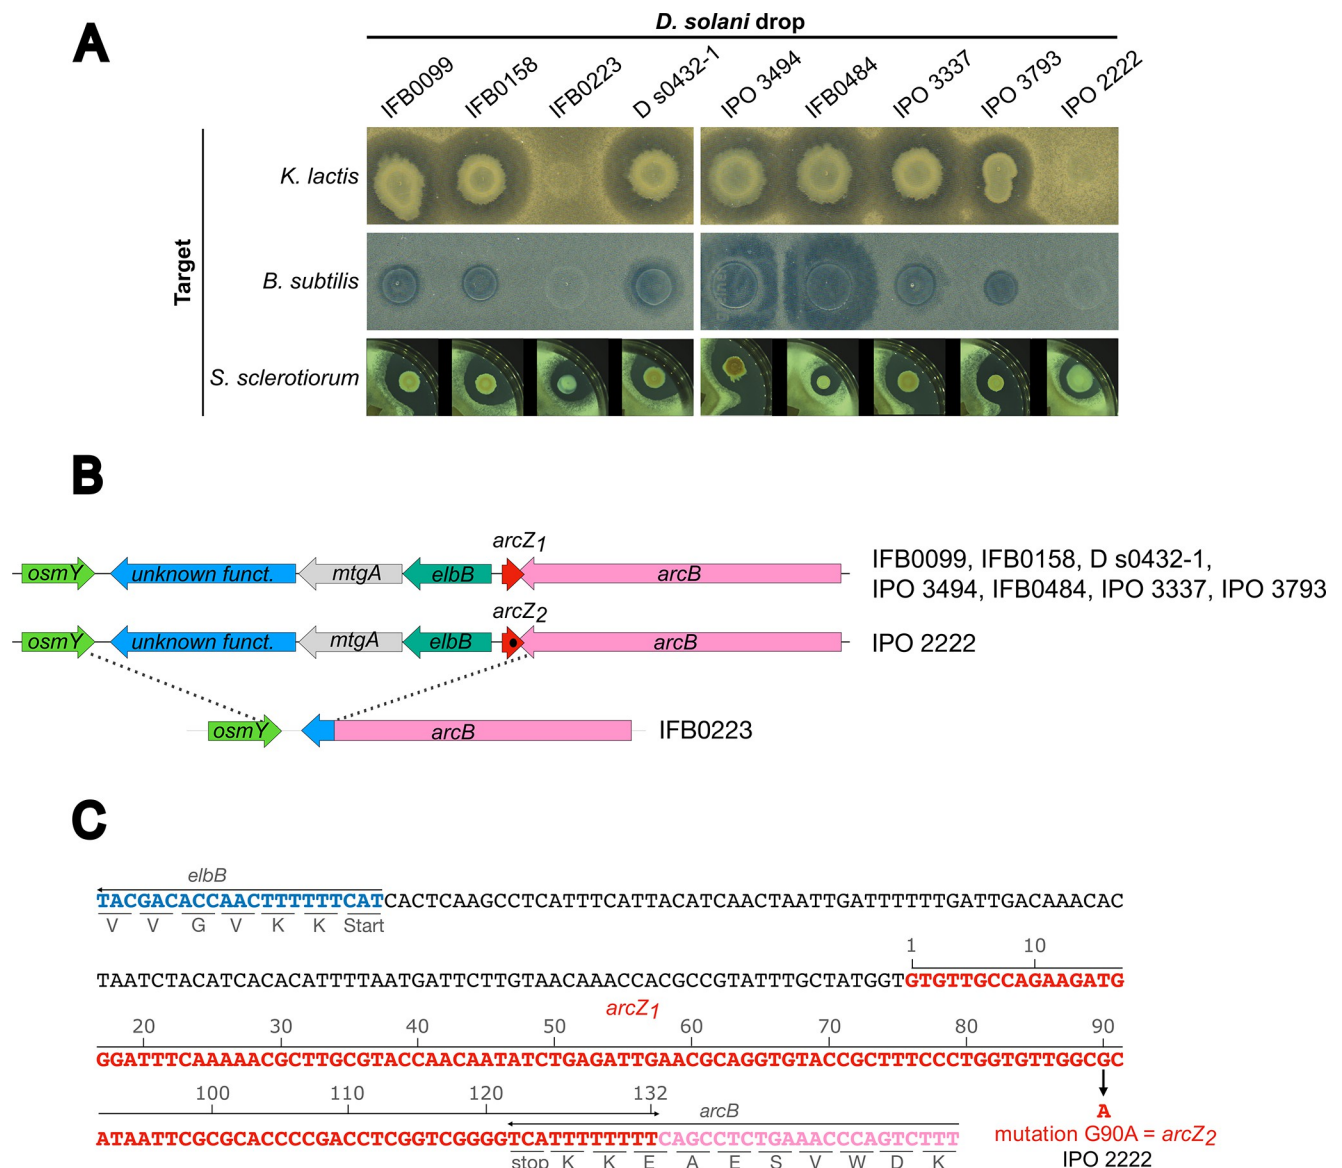 A
D. solani drop
IFB0099 IFB0158 IFB0223 D s0432-1 IPO 3494 IFB0484 IPO 3337 IPO 3793 IPO 2222
Target
K. lactis
B. subtilis
S. sclerotiorum
B
arcZ1
osmY unknown funct. mtgA elbB arcB
IFB0099, IFB0158, D s0432-1,
IPO 3494, IFB0484, IPO 3337, IPO 3793
arcZ2
osmY unknown funct. mtgA elbB arcB IPO 2222
osmY arcB IFB0223
C
elbB
TACGACACCAACTTTTTTCATCACTCAAGCCTCATTTCATTACATCAACTAATTGATTTTTTGATTGACAAACAC
V V G V K K Start
1 10
TAATCTACATCACACATTTTTAATGATTCTTGTAACAAACCACGCCGTATTTGCTATGGTGTGTTGCCAGAAGATG
arcZ1
20 30 40 50 60 70 80 90
GGATTTCAAAAACGCTTGCGTACCAACAATATCTGAGATTGAACGCAGGTGTACCGCTTTCCCTGGTGTTGGCGC
100 110 120 132
arcB
A
ATAATTCGCGCACCCCGACCTCGGTCGGGGTCATTTTTTTTCAGCCTCTGAAACCCAGTCTTT
mutation G90A = arcZ2
stop K K E A E S V W D K
IPO 2222